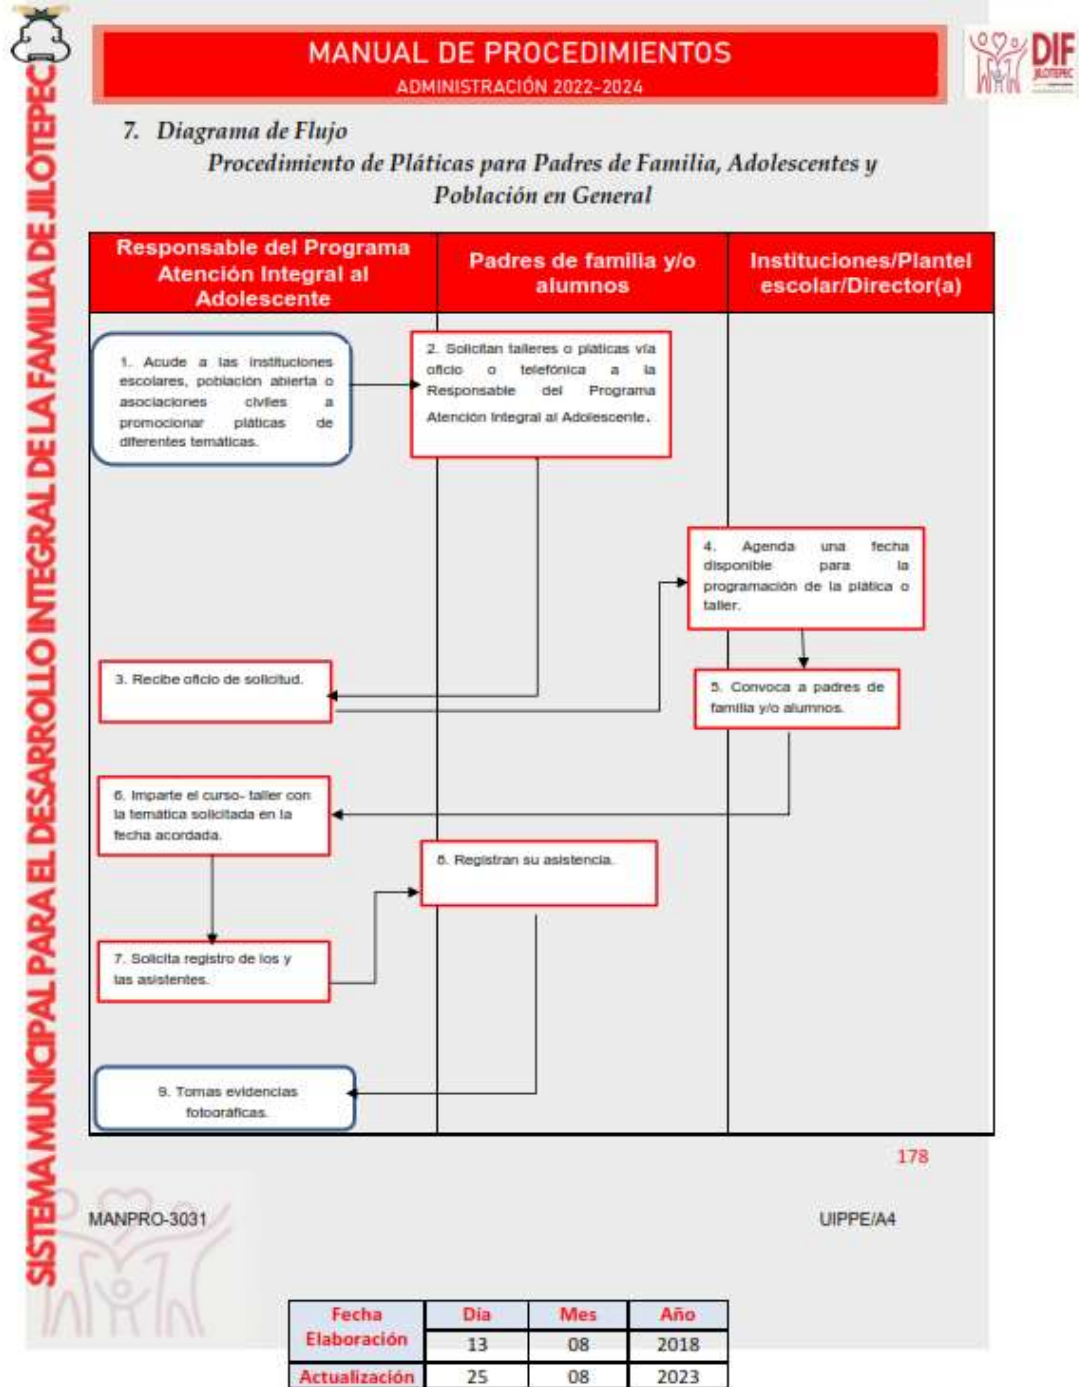 MANUAL DE PROCEDIMIENTOS
ADMINISTRACIÓN 2022-2024
DIF
JILOTEPEC
SISTEMA MUNICIPAL PARA EL DESARROLLO INTEGRAL DE LA FAMILIA DE JILOTEPEC
7. Diagrama de Flujo
Procedimiento de Pláticas para Padres de Familia, Adolescentes y
Población en General
Responsable del Programa
Atención Integral al
Adolescente
Padres de familia y/o
alumnos
Instituciones/Plantel
escolar/Director(a)
1. Acude a las instituciones
escolares, población abierta o
asociaciones civiles a
promocionar pláticas de
diferentes temáticas.
2. Solicitan talleres o pláticas vía
oficio o telefónica a la
Responsable del Programa
Atención Integral al Adolescente.
4. Agenda una fecha
disponible para la
programación de la plática o
taller.
3. Recibe oficio de solicitud.
5. Convoca a padres de
familia y/o alumnos.
6. Imparte el curso- taller con
la temática solicitada en la
fecha acordada.
8. Registran su asistencia.
7. Solicita registro de los y
las asistentes.
9. Tomas evidencias
fotográficas.
178
MANPRO-3031
UIPPE/A4
Fecha Elaboración Día Mes Año
13 08 2018
Actualización 25 08 2023